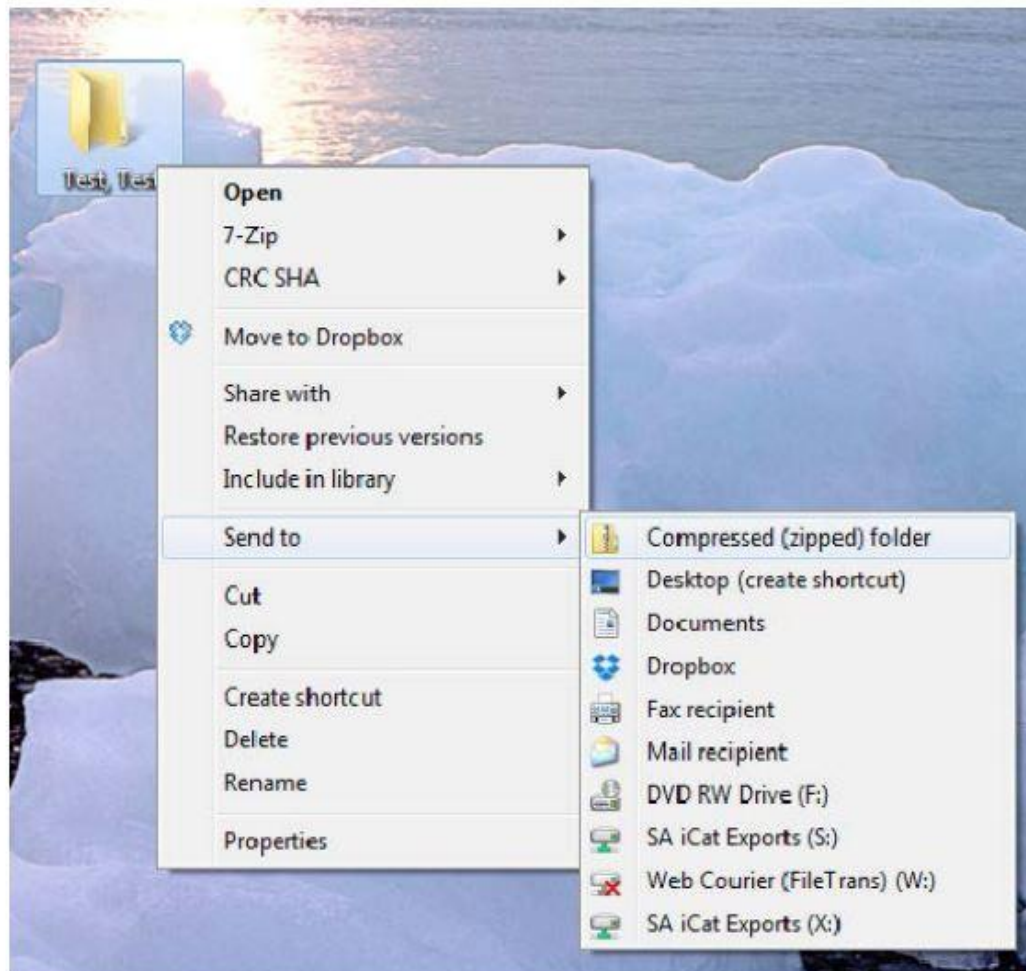 Test, Tes
Open
7-Zip
CRC SHA
Move to Dropbox
Share with
Restore previous versions
Include in library
Send to
Cut
Copy
Create shortcut
Delete
Rename
Properties
Compressed (zipped) folder
Desktop (create shortcut)
Documents
Dropbox
Fax recipient
Mail recipient
DVD RW Drive (F:)
SA iCat Exports (S:)
Web Courier (FileTrans) (W:)
SA iCat Exports (X:)